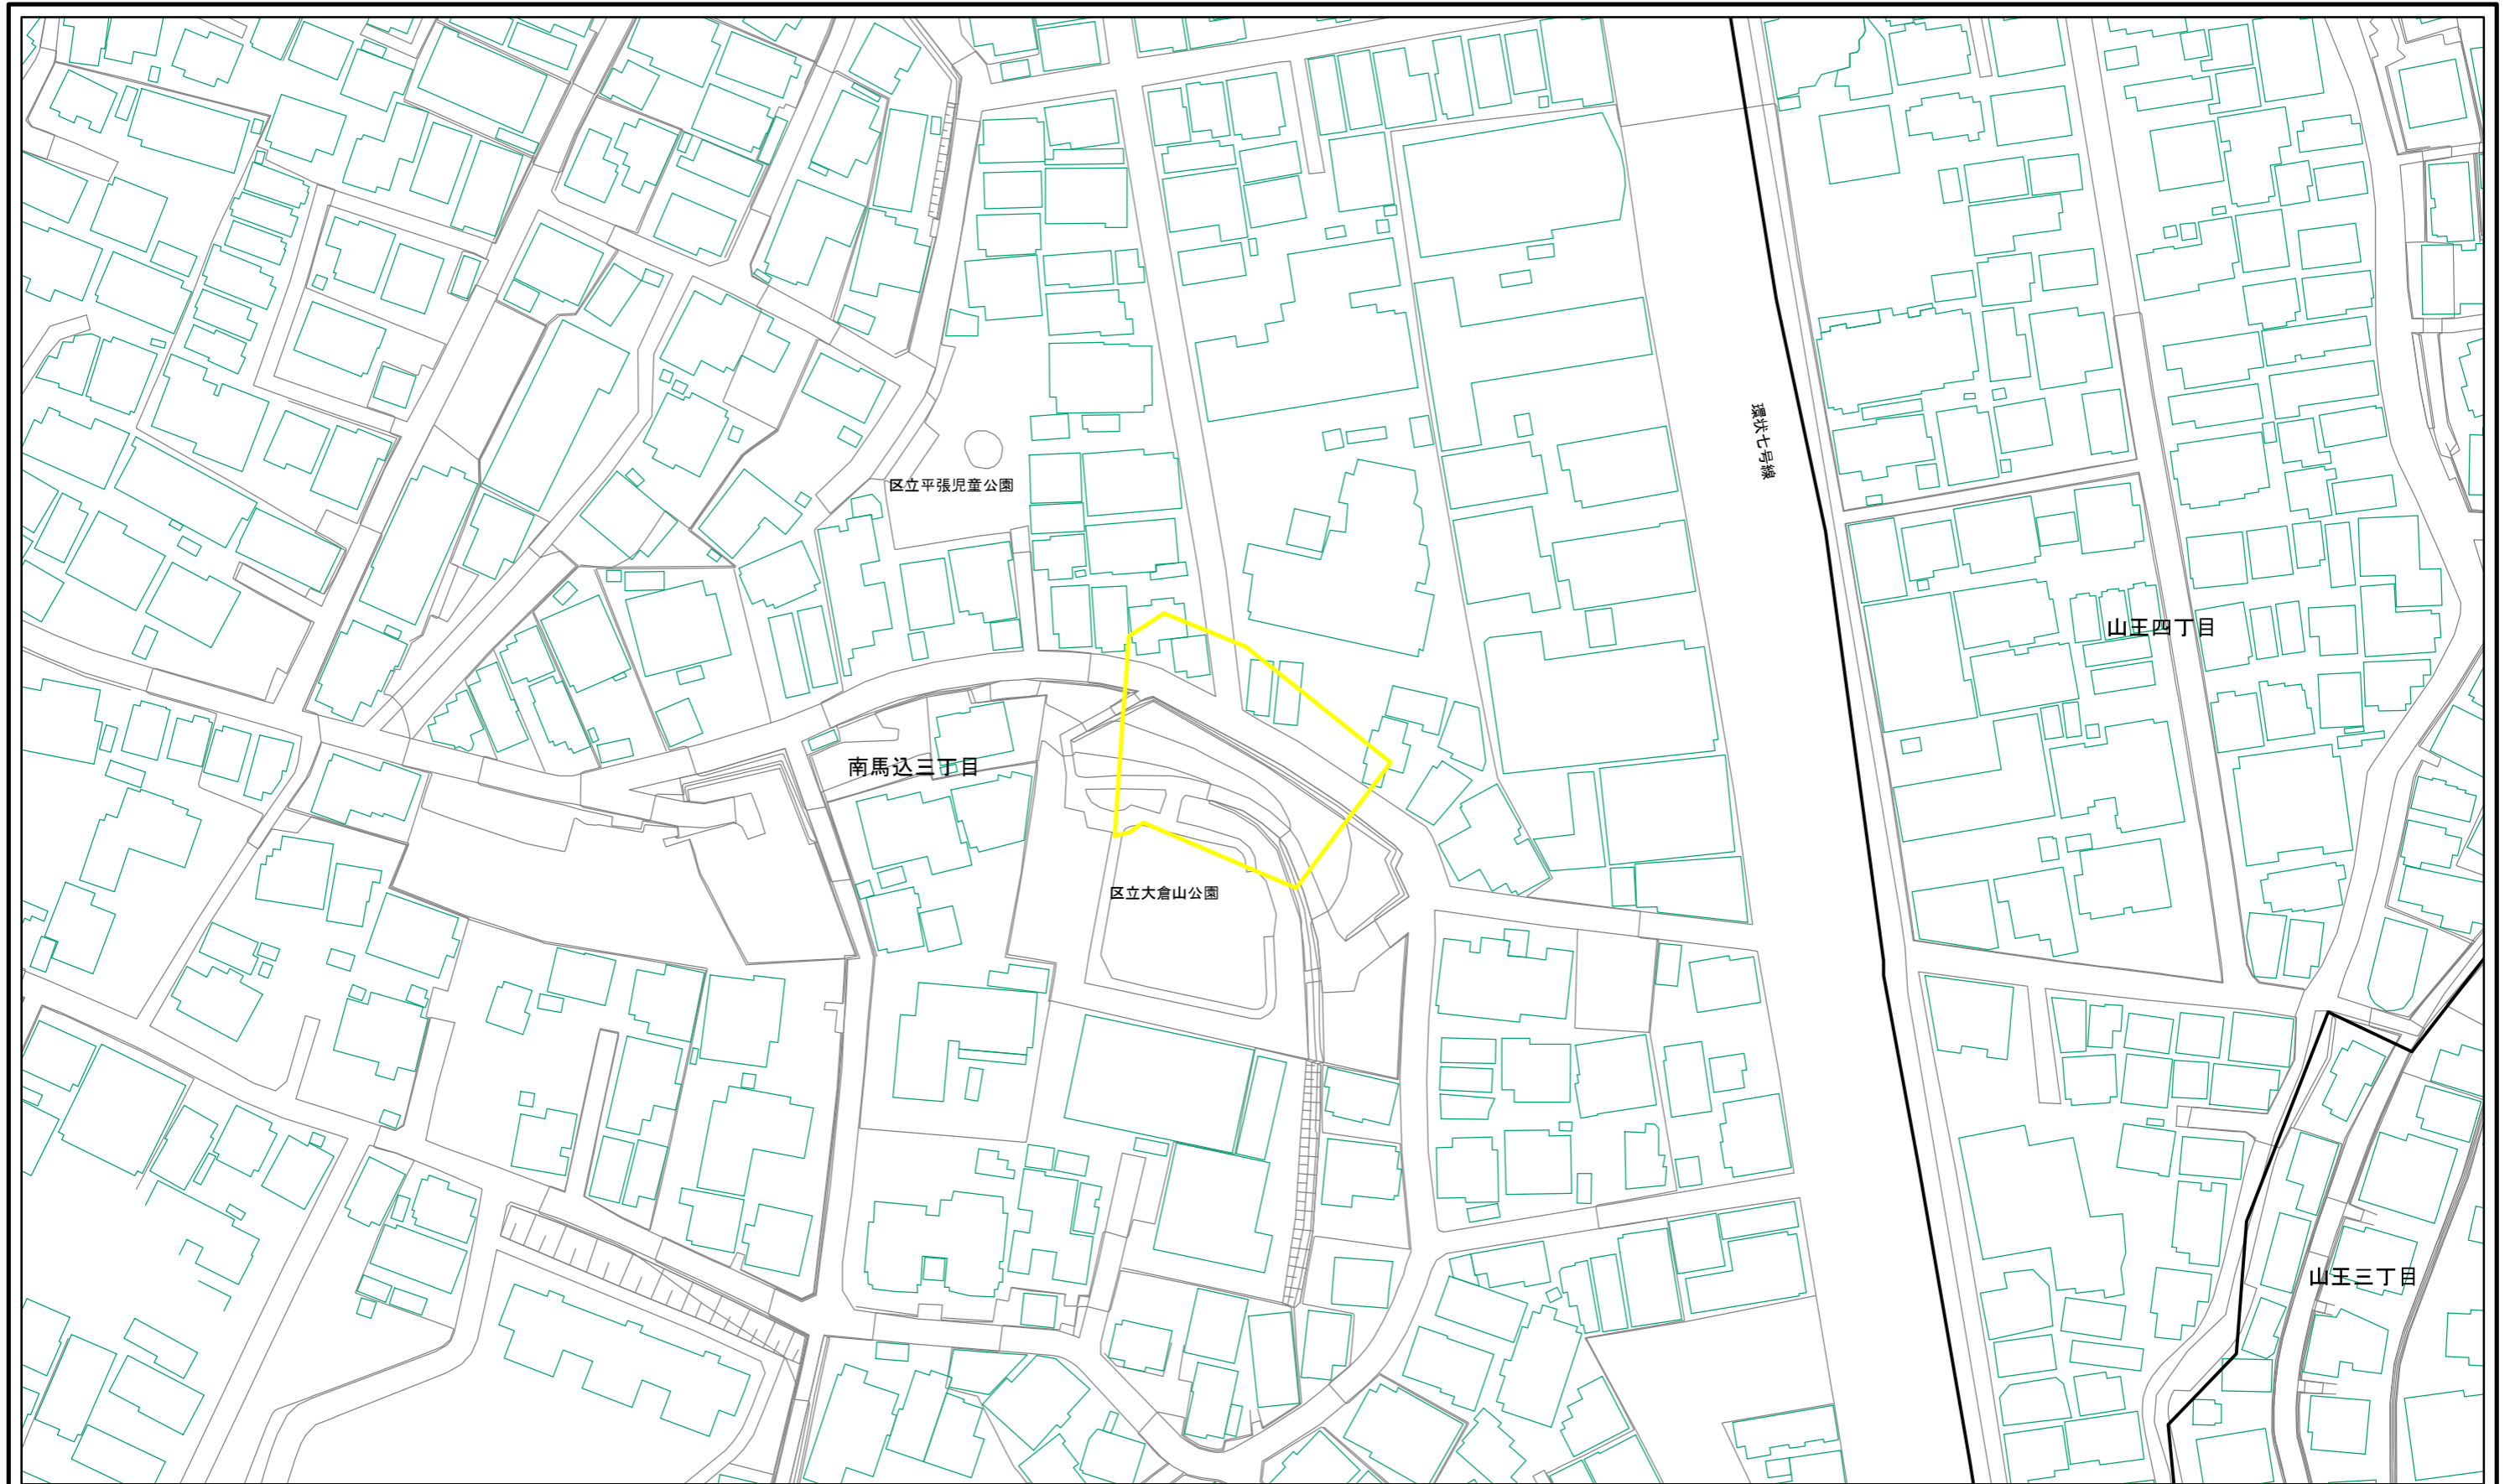 環状七号線
区立平張児童公園
山王四丁目
南馬込三丁目
区立大倉山公園
山王三丁目